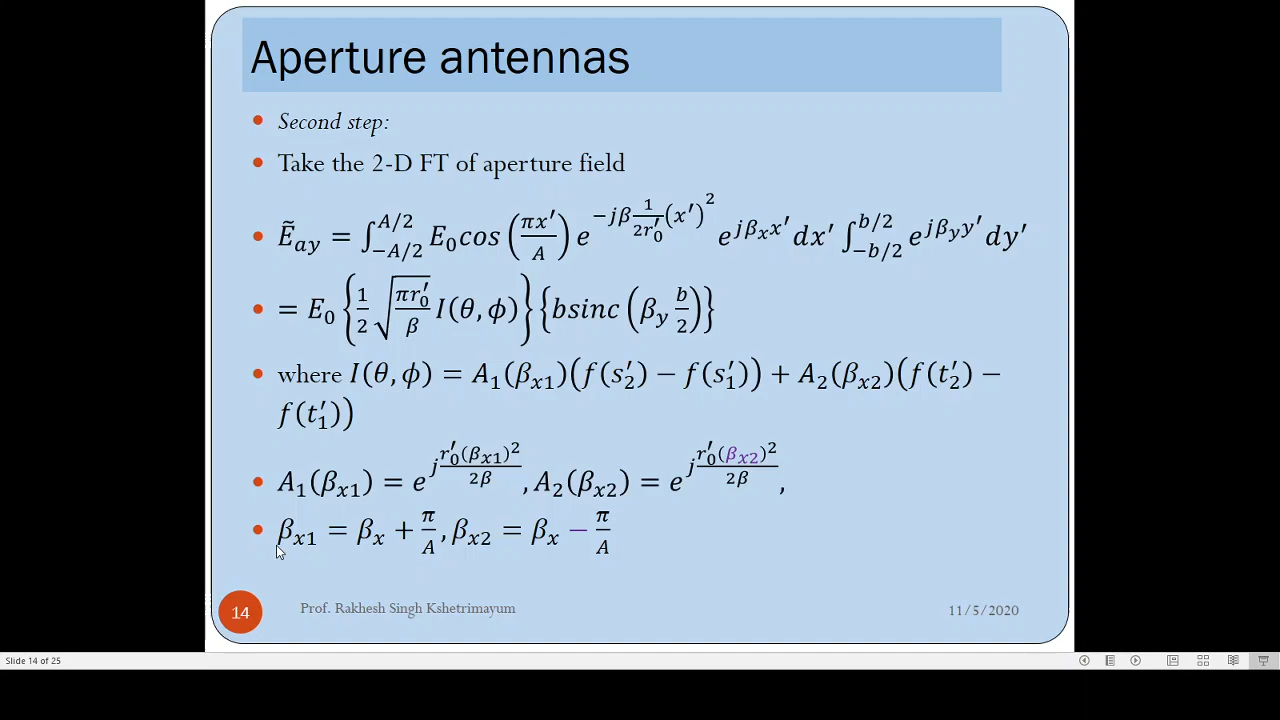 Aperture antennas
• Second step:
• Take the 2-D FT of aperture field
• Ẽ_ay = ∫_{−A/2}^{A/2} E_0 cos(πx′/A) e^{−jβ (1/2r_0′)(x′)^2} e^{jβ_x x′} dx′ ∫_{−b/2}^{b/2} e^{jβ_y y′} dy′
• = E_0 {1/2 √(πr_0′/β) I(θ,ϕ)} {bsinc(β_y b/2)}
• where I(θ,ϕ) = A_1(β_x1)(f(s_2′) − f(s_1′)) + A_2(β_x2)(f(t_2′) −
f(t_1′))
• A_1(β_x1) = e^{j r_0′(β_x1)^2/2β}, A_2(β_x2) = e^{j r_0′(β_x2)^2/2β},
• β_x1 = β_x + π/A, β_x2 = β_x − π/A
14 Prof. Rakhesh Singh Kshetrimayum 11/5/2020
Slide 14 of 25